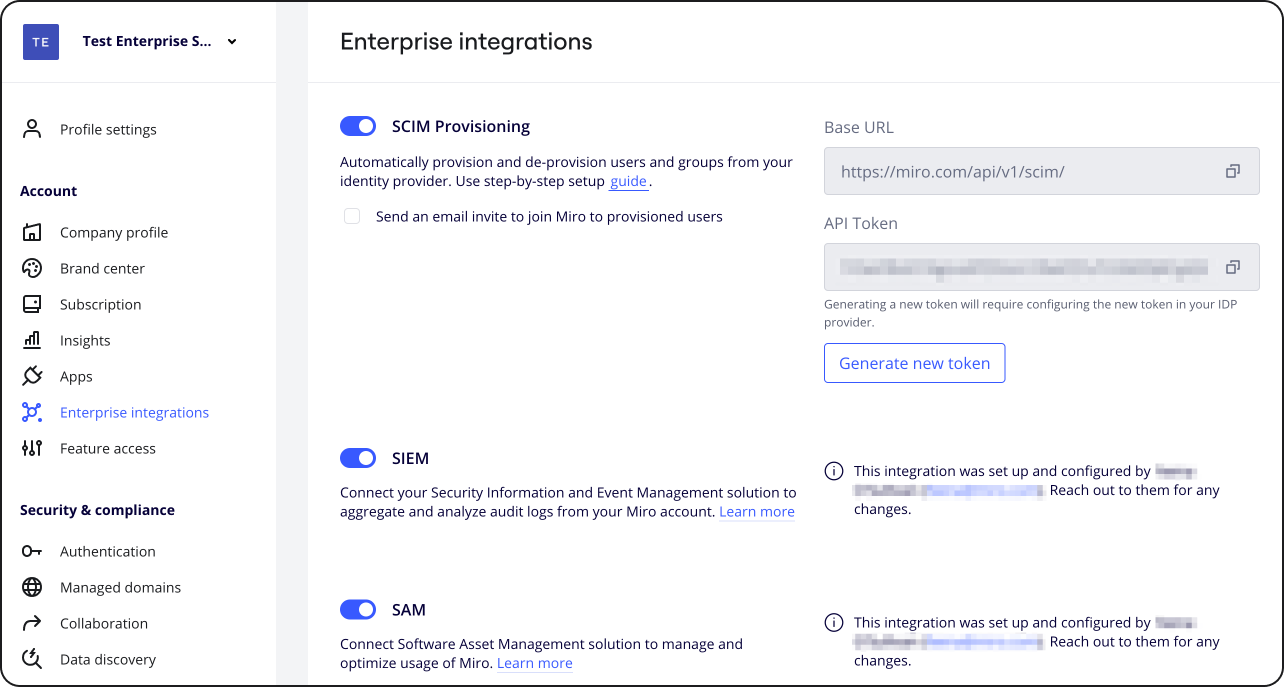 TE
Test Enterprise S...
Profile settings
Account
Company profile
Brand center
Subscription
Insights
Apps
Enterprise integrations
Feature access
Security & compliance
Authentication
Managed domains
Collaboration
Data discovery
Enterprise integrations
SCIM Provisioning
Automatically provision and de-provision users and groups from your
identity provider. Use step-by-step setup guide.
Send an email invite to join Miro to provisioned users
Base URL
https://miro.com/api/v1/scim/
API Token
Generating a new token will require configuring the new token in your IDP
provider.
Generate new token
SIEM
Connect your Security Information and Event Management solution to
aggregate and analyze audit logs from your Miro account. Learn more
This integration was set up and configured by
Reach out to them for any
changes.
SAM
Connect Software Asset Management solution to manage and
optimize usage of Miro. Learn more
This integration was set up and configured by
Reach out to them for any
changes.